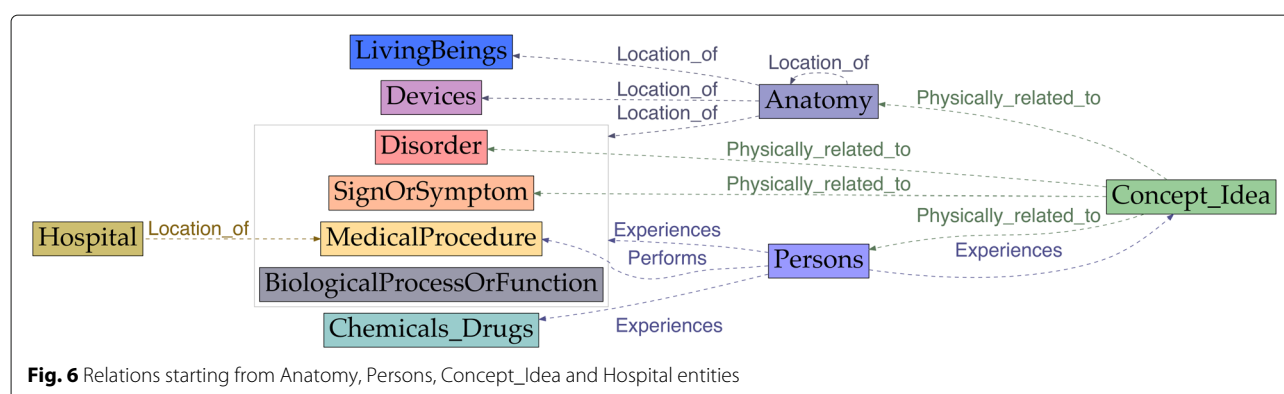 LivingBeings
Location_of
Location_of
Devices
Location_of
Anatomy
Physically_related_to
Location_of
Disorder
Physically_related_to
SignOrSymptom
Physically_related_to
Concept_Idea
Hospital
Location_of
MedicalProcedure
Experiences
Physically_related_to
Performs
Persons
Experiences
BiologicalProcessOrFunction
Chemicals_Drugs
Experiences
Fig. 6 Relations starting from Anatomy, Persons, Concept_Idea and Hospital entities